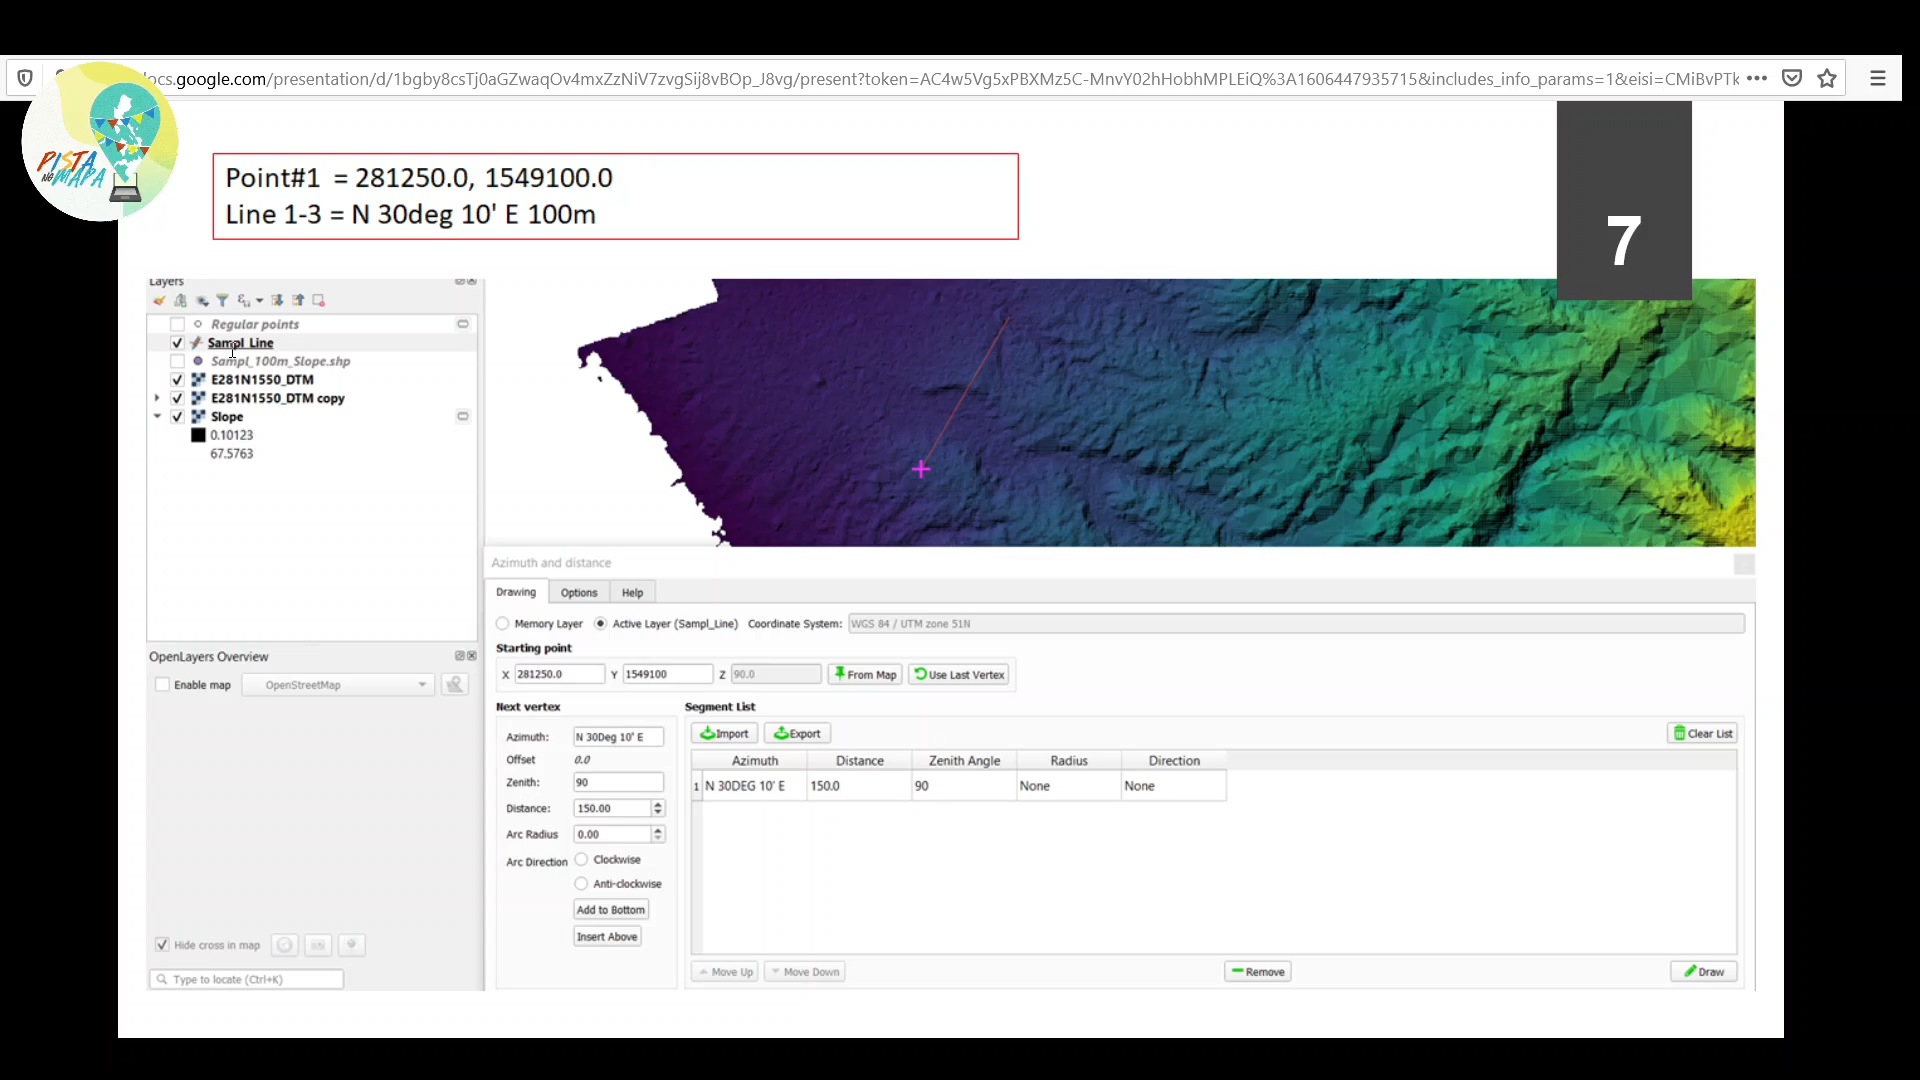 ocs.google.com/presentation/d/1bgby8csTj0aGZwaqOv4mxZzNiV7zvgSij8vBOp_J8vg/present?token=AC4w5Vg5xPBXMz5C-MnvY02hHobhMPLEiQ%3A1606447935715&includes_info_params=1&eisi=CMiBvPTk
PISTA
NG
MAPA
7
Point#1 = 281250.0, 1549100.0
Line 1-3 = N 30deg 10' E 100m
Layers
Regular points
Sampl_Line
Sampl_100m_Slope.shp
E281N1550_DTM
E281N1550_DTM copy
Slope
0.10123
67.5763
OpenLayers Overview
Enable map OpenStreetMap
Hide cross in map
Type to locate (Ctrl+K)
Azimuth and distance
Drawing Options Help
Memory Layer Active Layer (Sampl_Line) Coordinate System: WGS 84 / UTM zone 51N
Starting point
X 281250.0 Y 1549100 Z 90.0 From Map Use Last Vertex
Next vertex
Azimuth: N 30Deg 10' E
Offset 0.0
Zenith: 90
Distance: 150.00
Arc Radius 0.00
Arc Direction Clockwise
Anti-clockwise
Add to Bottom
Insert Above
Segment List
Import Export Clear List
Azimuth Distance Zenith Angle Radius Direction
1 N 30DEG 10' E 150.0 90 None None
Move Up Move Down Remove Draw